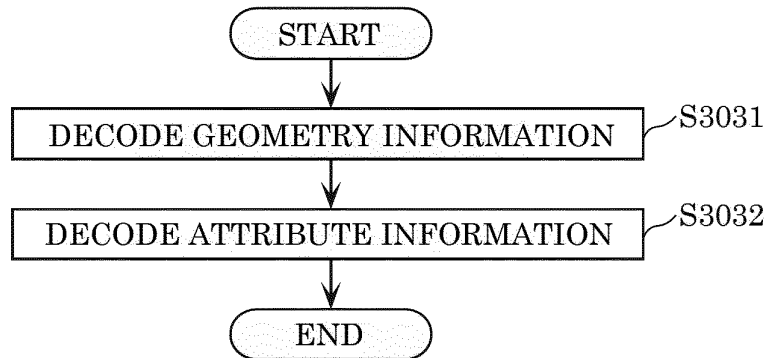 START
DECODE GEOMETRY INFORMATION
S3031
DECODE ATTRIBUTE INFORMATION
S3032
END